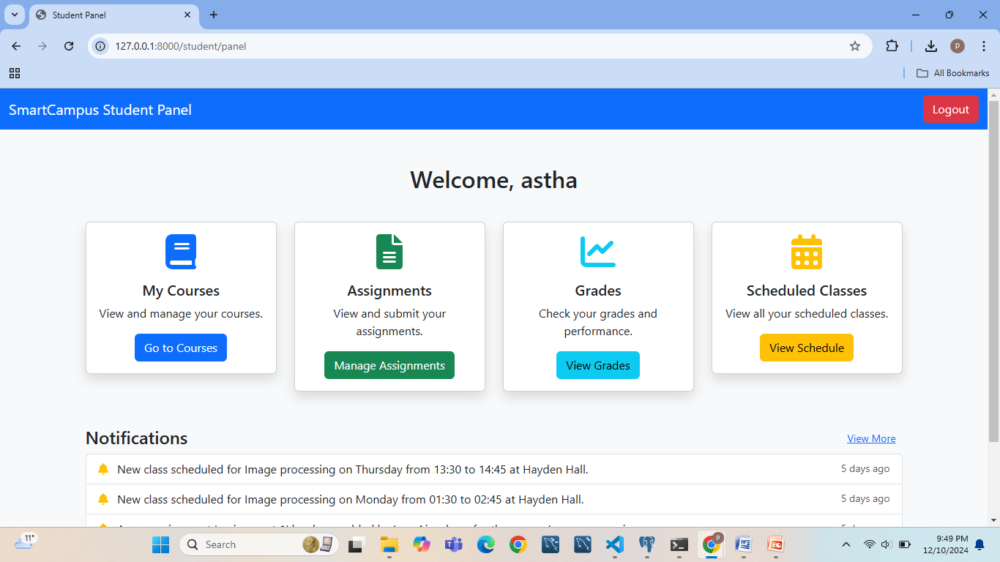 Student Panel
127.0.0.1:8000/student/panel
P
All Bookmarks
SmartCampus Student Panel
Logout
Welcome, astha
My Courses
View and manage your courses.
Go to Courses
Assignments
View and submit your
assignments.
Manage Assignments
Grades
Check your grades and
performance.
View Grades
Scheduled Classes
View all your scheduled classes.
View Schedule
Notifications
View More
New class scheduled for Image processing on Thursday from 13:30 to 14:45 at Hayden Hall.
5 days ago
New class scheduled for Image processing on Monday from 01:30 to 02:45 at Hayden Hall.
5 days ago
11°
Search
9:49 PM
12/10/2024